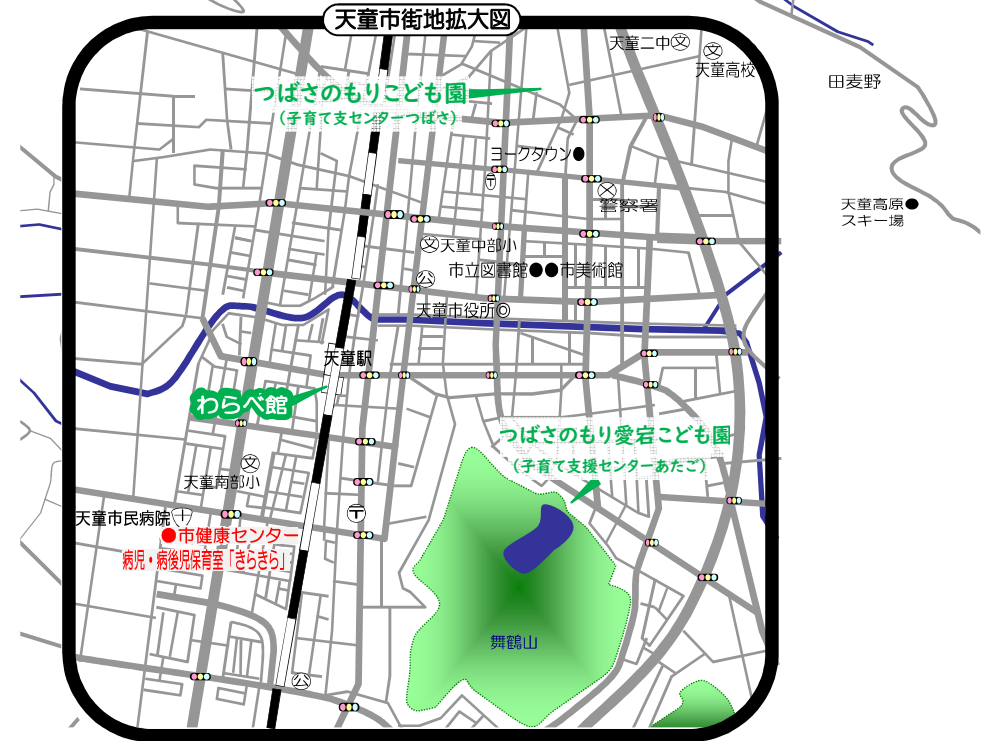 天童市街地拡大図
天童二中㊛
天童高校
田麦野
つばさのもりこども園
(子育て支センターつばさ)
ヨークタウン●
〒
警察署
天童高原●
スキー場
文天童中部小
市立図書館●●市美術館
公
天童市役所◎
天童駅
わらべ館
つばさのもり愛宕こども園
(子育て支援センターあたご)
文
天童南部小
天童市民病院
〒
●市健康センター
病児・病後児保育室「きらきら」
舞鶴山
公